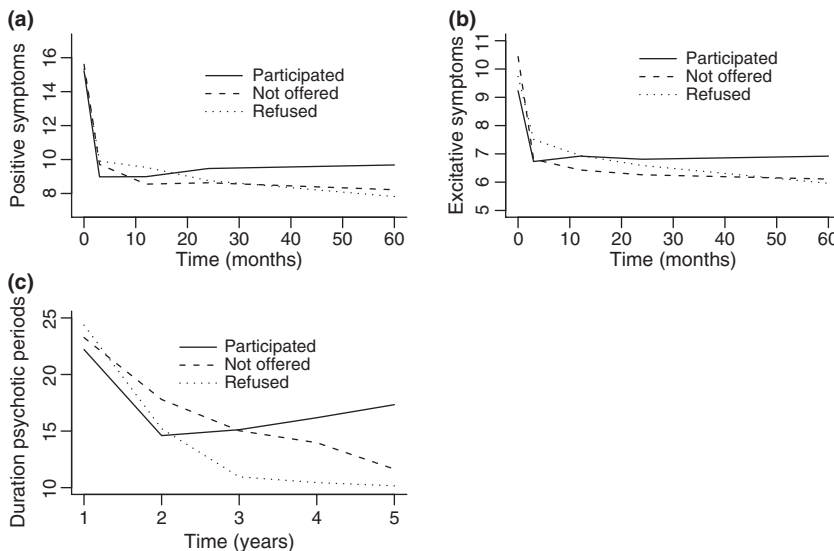 (a)
Positive symptoms
16
14
12
10
8
Participated
Not offered
Refused
0 10 20 30 40 50 60
Time (months)
(b)
Excitative symptoms
11
10
9
8
7
6
5
Participated
Not offered
Refused
0 10 20 30 40 50 60
Time (months)
(c)
Duration psychotic periods
25
20
15
10
Participated
Not offered
Refused
1 2 3 4 5
Time (years)